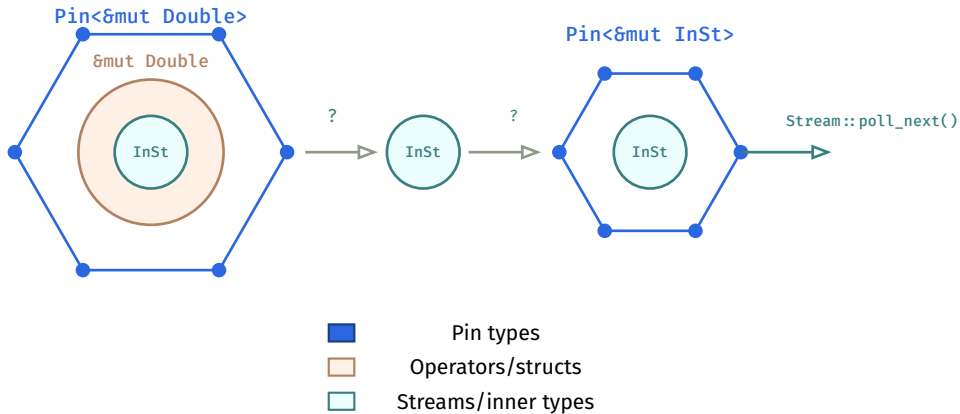 Pin<&mut Double>
&mut Double
InSt
?
InSt
?
Pin<&mut InSt>
InSt
Stream::poll_next()
Pin types
Operators/structs
Streams/inner types